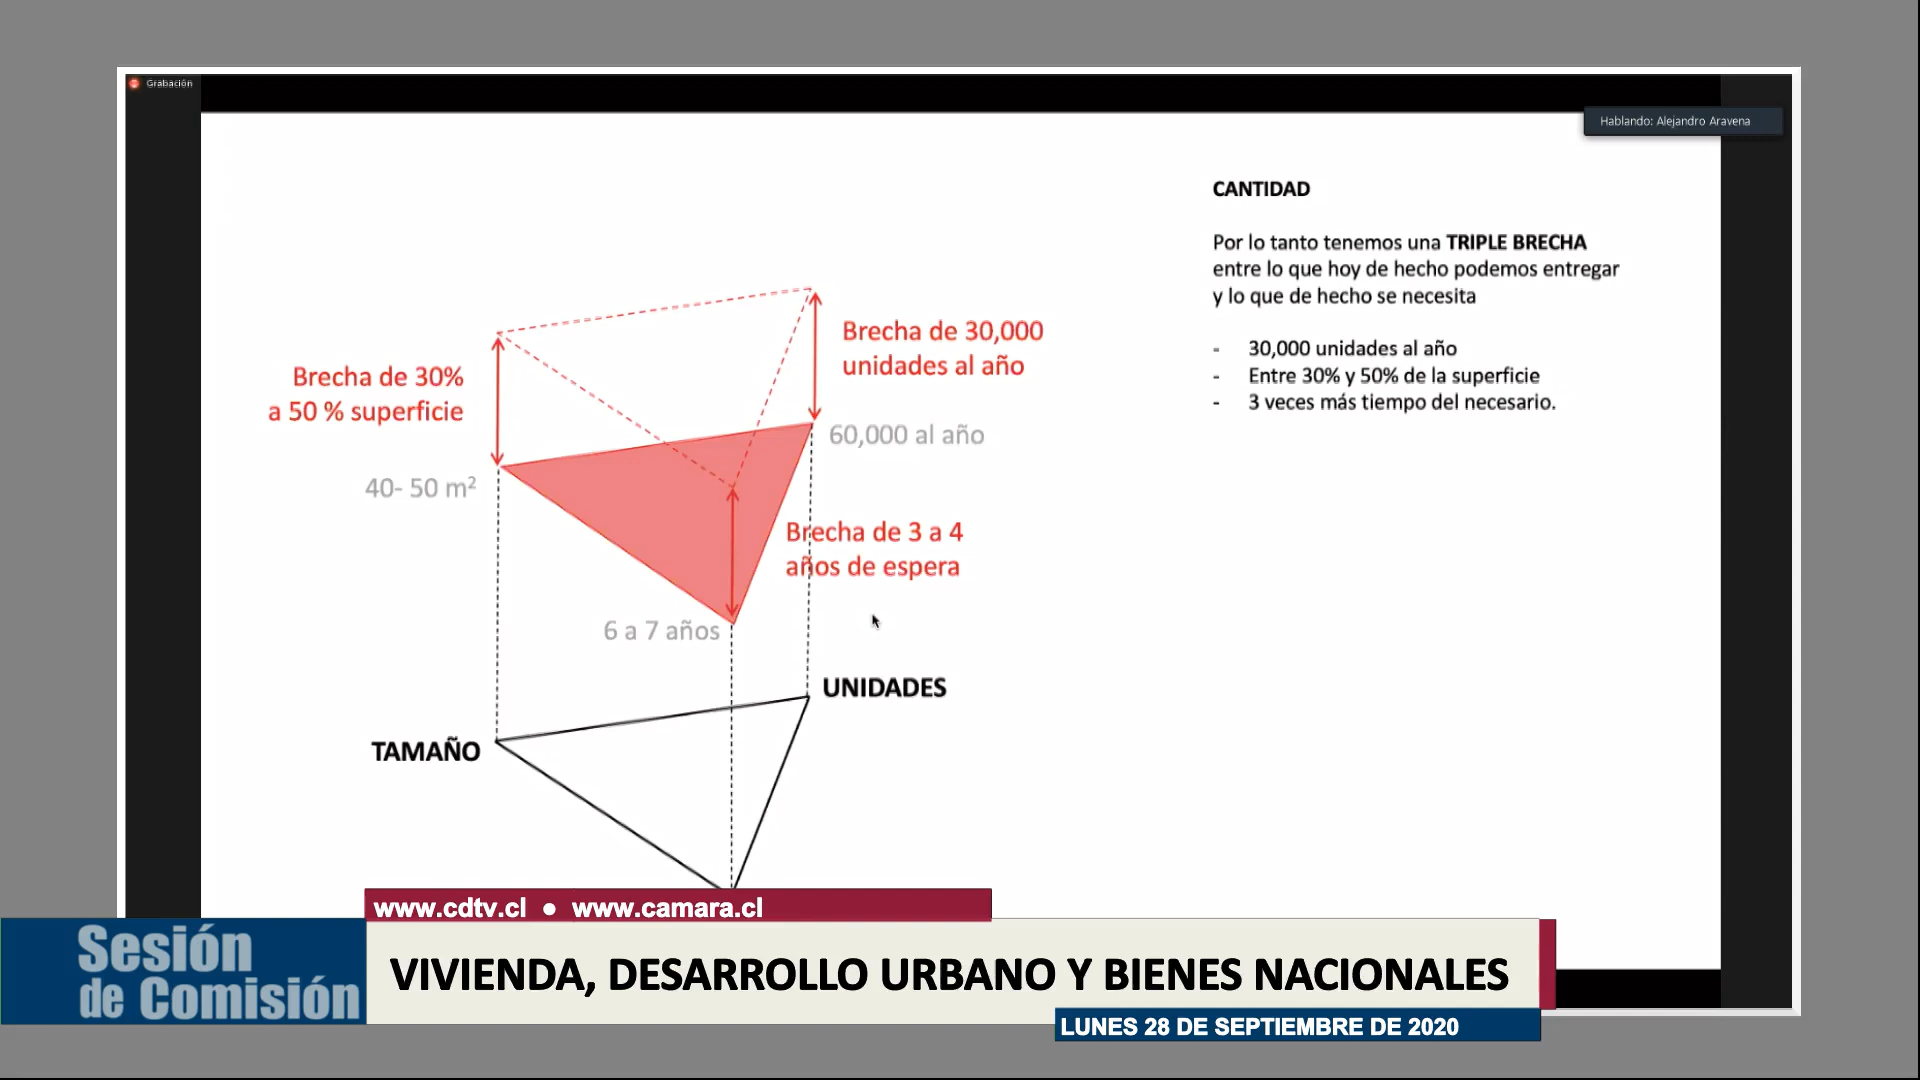 Grabación
Hablando: Alejandro Aravena
CANTIDAD
Por lo tanto tenemos una TRIPLE BRECHA
entre lo que hoy de hecho podemos entregar
y lo que de hecho se necesita
- 30,000 unidades al año
- Entre 30% y 50% de la superficie
- 3 veces más tiempo del necesario.
Brecha de 30,000
unidades al año
Brecha de 30%
a 50 % superficie
60,000 al año
40- 50 m²
Brecha de 3 a 4
años de espera
6 a 7 años
UNIDADES
TAMAÑO
www.cdtv.cl ● www.camara.cl
Sesión
de Comisión
VIVIENDA, DESARROLLO URBANO Y BIENES NACIONALES
LUNES 28 DE SEPTIEMBRE DE 2020